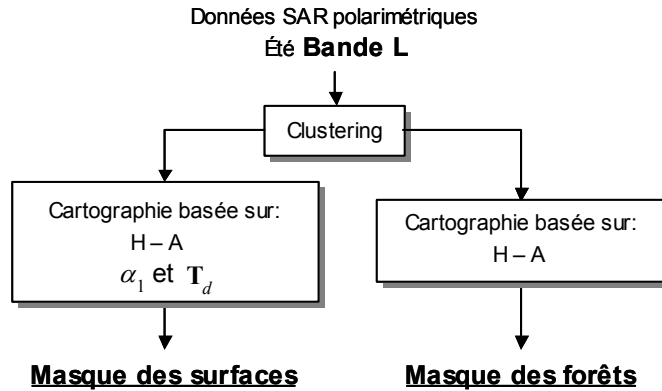 Données SAR polarimétriques
Été Bande L
Clustering
Cartographie basée sur:
H – A
α₁ et T_d
Cartographie basée sur:
H – A
Masque des surfaces
Masque des forêts